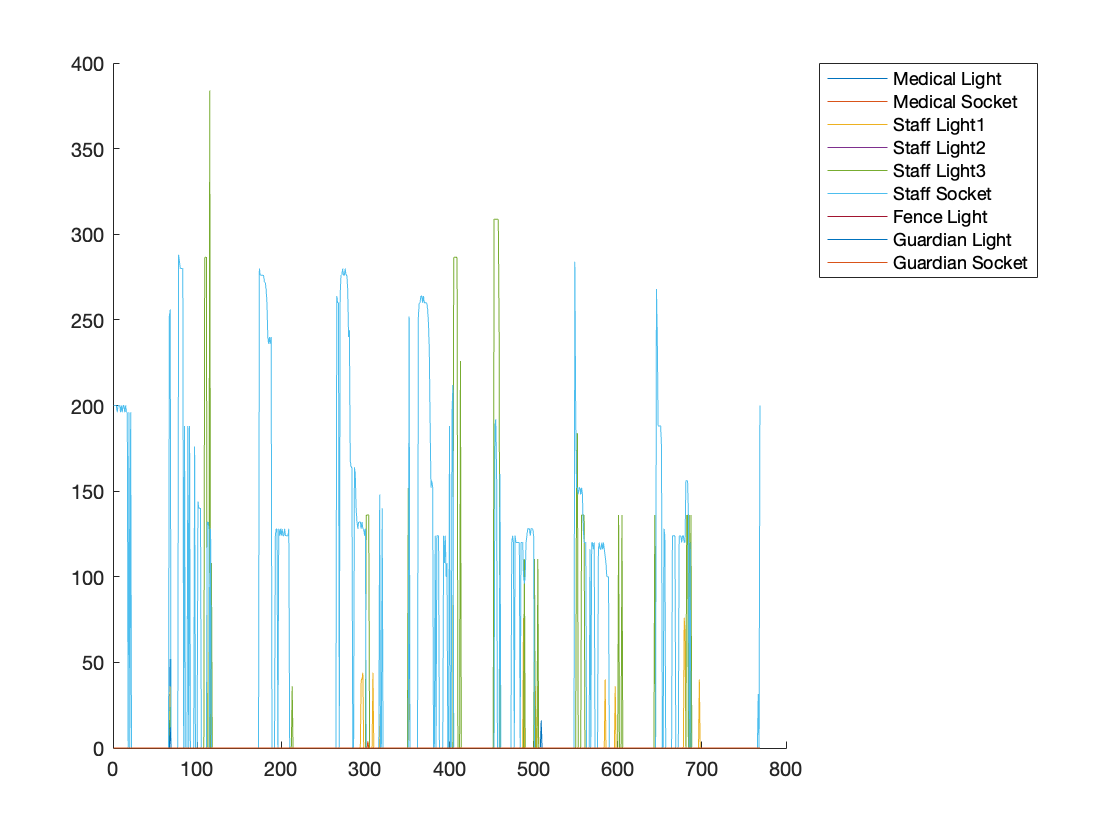 400
350
300
250
200
150
100
50
0
0 100 200 300 400 500 600 700 800
Medical Light
Medical Socket
Staff Light1
Staff Light2
Staff Light3
Staff Socket
Fence Light
Guardian Light
Guardian Socket